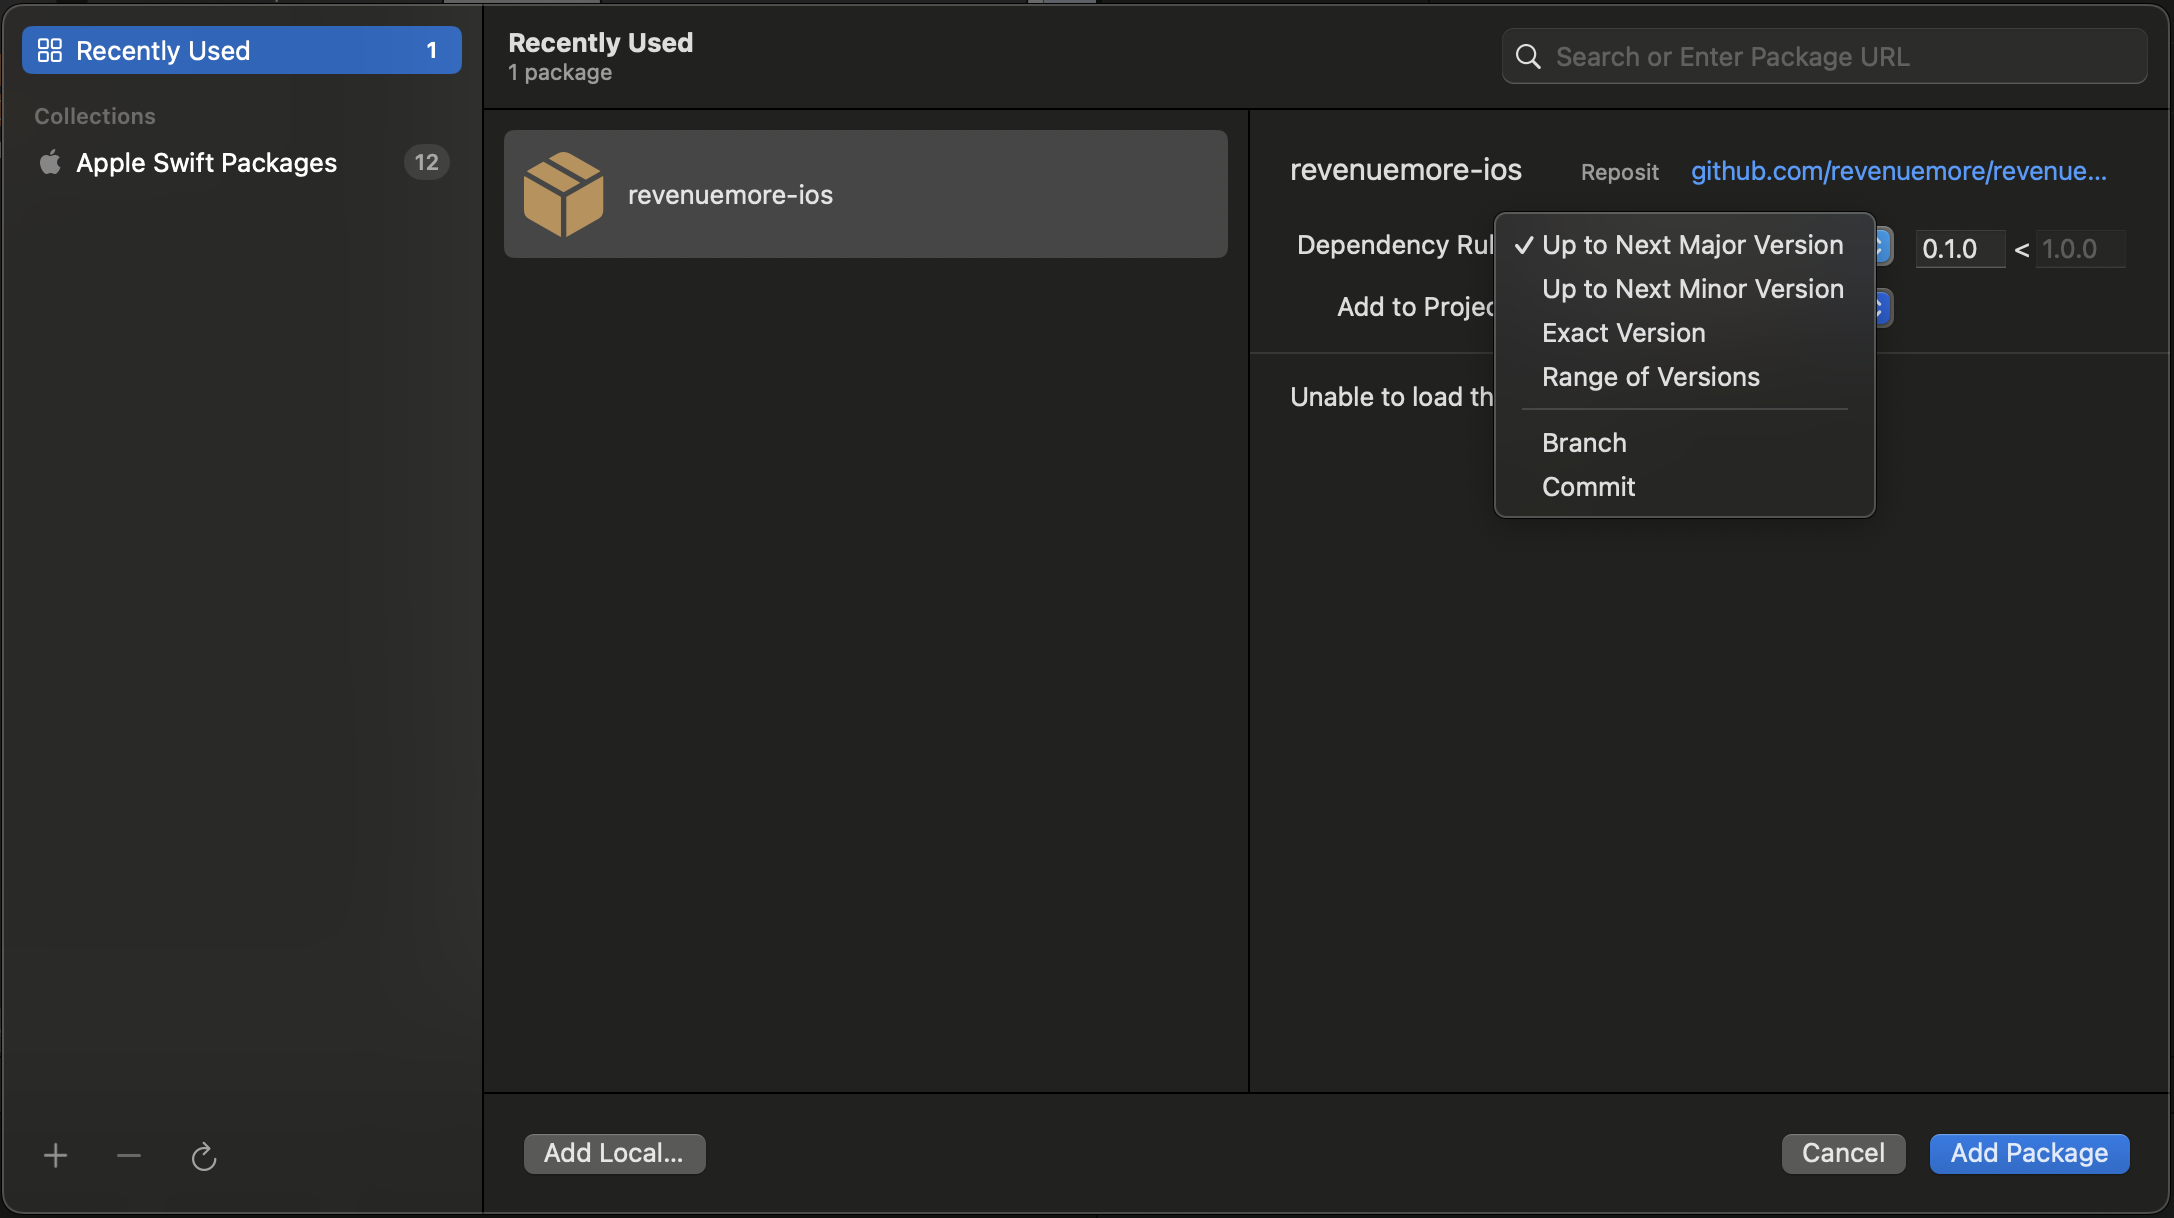 Recently Used 1
Collections
Apple Swift Packages 12
Recently Used
1 package
Search or Enter Package URL
revenuemore-ios
revenuemore-ios Reposit github.com/revenuemore/revenue...
Dependency Rul
Up to Next Major Version
0.1.0 < 1.0.0
Up to Next Minor Version
Add to Projec
Exact Version
Range of Versions
Unable to load th
Branch
Commit
Add Local...
Cancel
Add Package